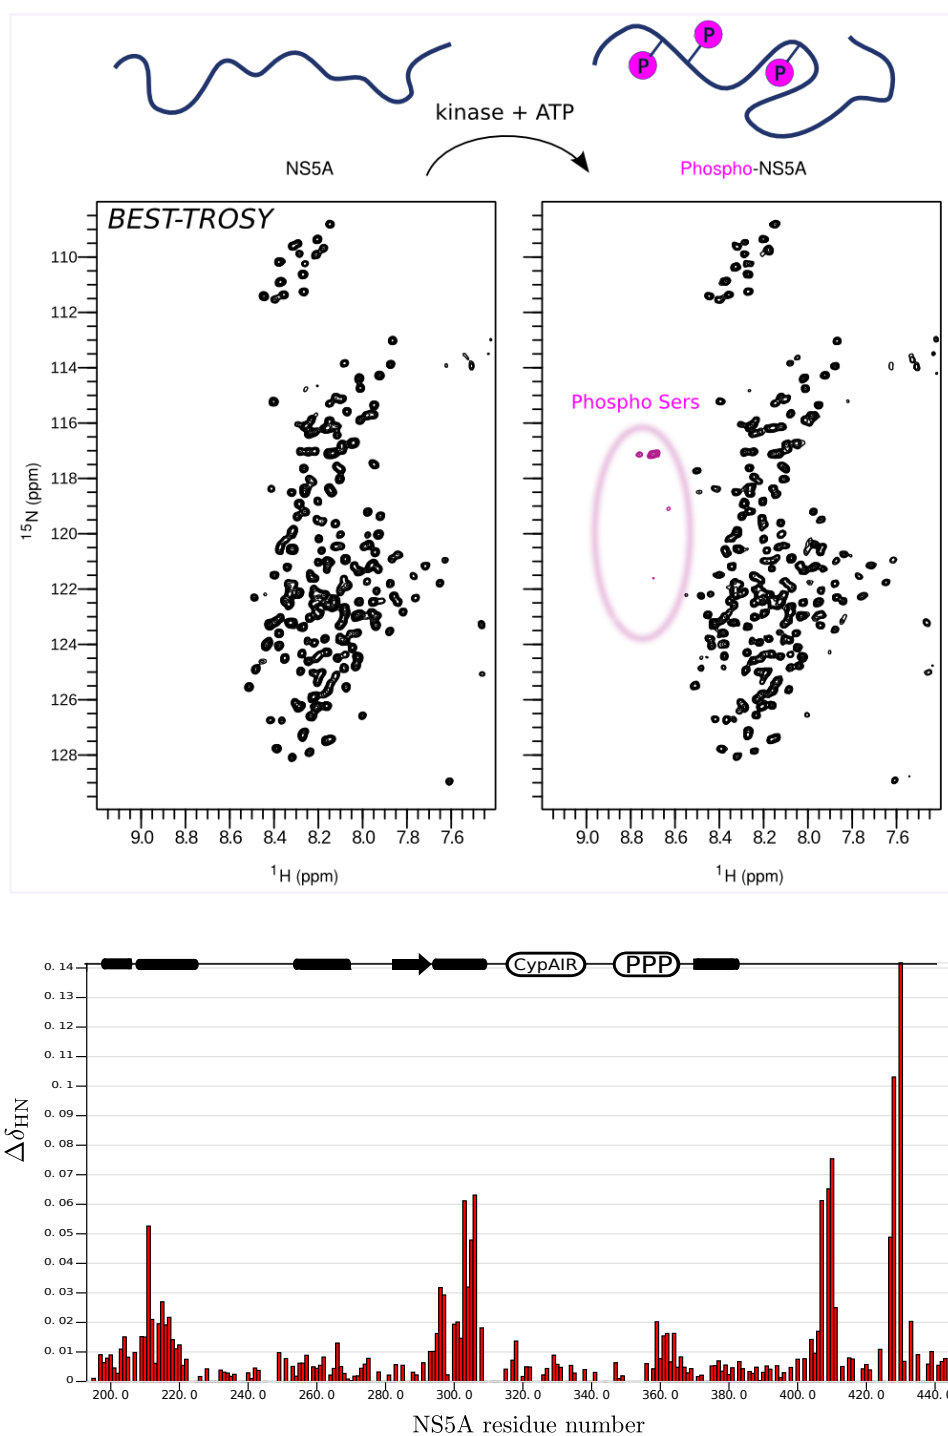 P
P
P
kinase + ATP
NS5A
Phospho-NS5A
BEST-TROSY
110
112
114
116
118
120
122
124
126
128
15N (ppm)
Phospho Sers
9.0 8.8 8.6 8.4 8.2 8.0 7.8 7.6
9.0 8.8 8.6 8.4 8.2 8.0 7.8 7.6
1H (ppm)
1H (ppm)
CypAIR
PPP
0. 14
0. 13
0. 12
0. 11
0. 1
0. 09
0. 08
0. 07
0. 06
0. 05
0. 04
0. 03
0. 02
0. 01
0
ΔδHN
200. 0 220. 0 240. 0 260. 0 280. 0 300. 0 320. 0 340. 0 360. 0 380. 0 400. 0 420. 0 440. 0
NS5A residue number